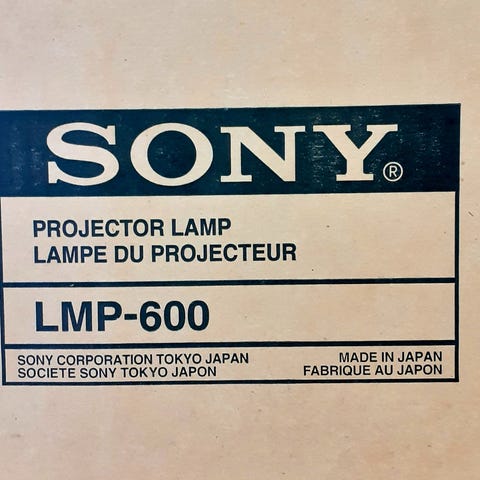 SONY®
PROJECTOR LAMP
LAMPE DU PROJECTEUR
LMP-600
SONY CORPORATION TOKYO JAPAN
SOCIETE SONY TOKYO JAPON
MADE IN JAPAN
FABRIQUE AU JAPON